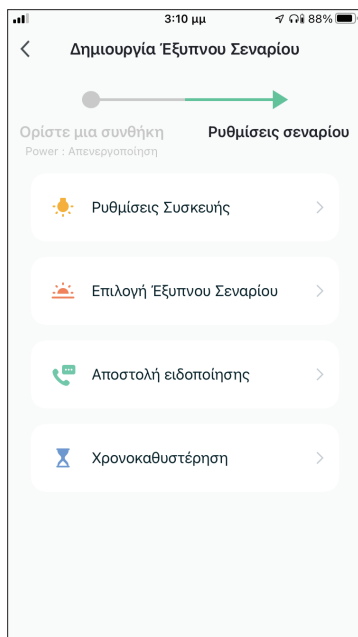 3:10 μμ 88%
Δημιουργία Έξυπνου Σεναρίου
Ορίστε μια συνθήκη Ρυθμίσεις σεναρίου
Power : Απενεργοποίηση
Ρυθμίσεις Συσκευής
Επιλογή Έξυπνου Σεναρίου
Αποστολή ειδοποίησης
Χρονοκαθυστέρηση